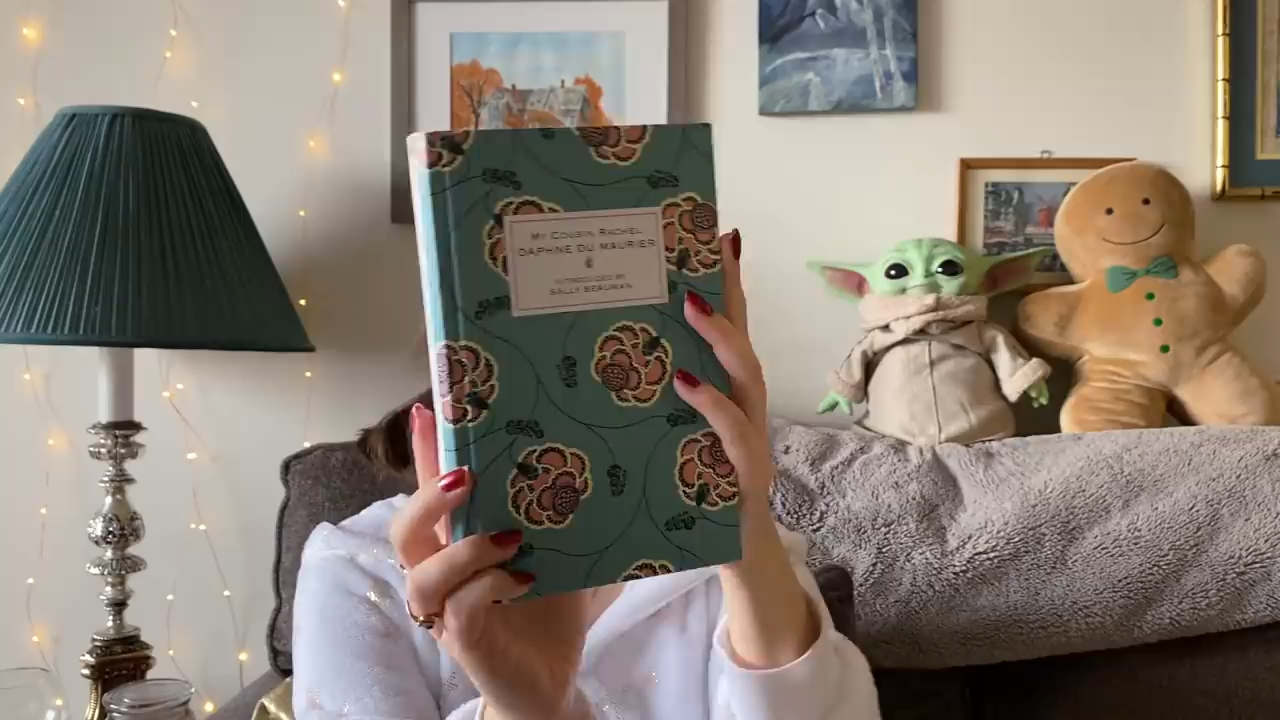 MY COUSIN RACHEL
DAPHNE DU MAURIER
INTRODUCED BY
SALLY BEAUMAN